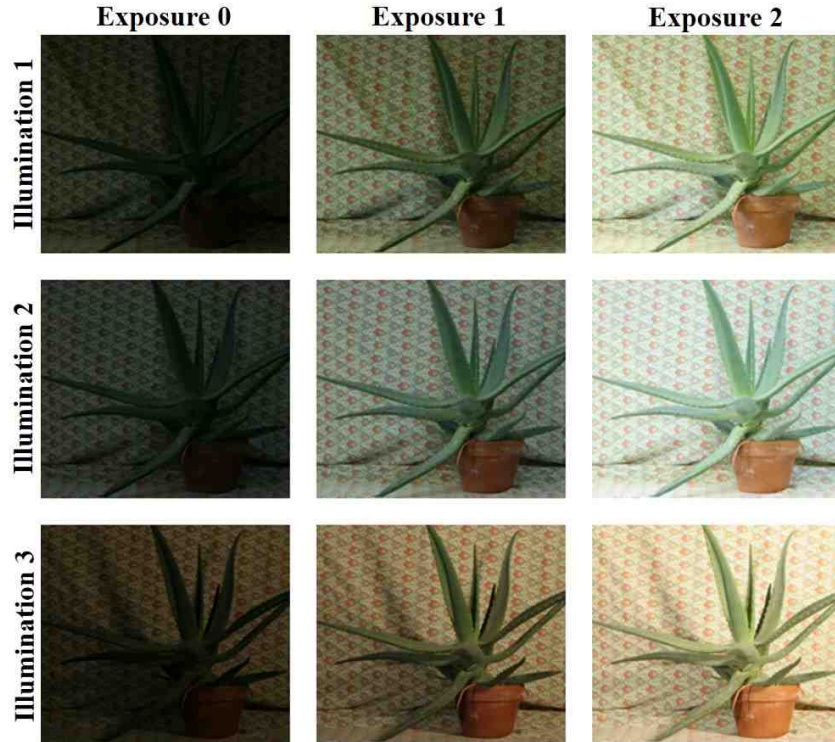 Exposure 0
Exposure 1
Exposure 2
Illumination 1
Illumination 2
Illumination 3